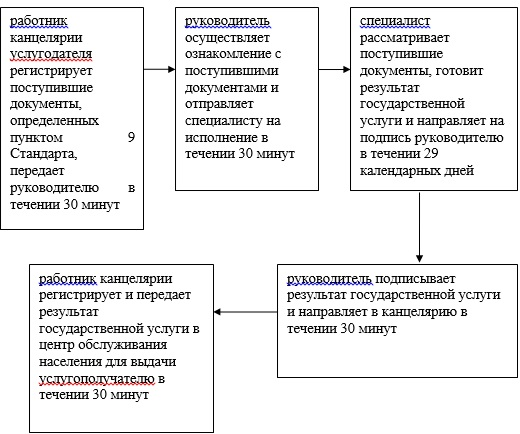 работник
канцелярии
услугодателя
регистрирует
поступившие
документы,
определенных
пунктом 9
Стандарта,
передает
руководителю в
течении 30 минут
руководитель
осуществляет
ознакомление с
поступившими
документами и
отправляет
специалисту на
исполнение в
течении 30 минут
специалист
рассматривает
поступившие
документы, готовит
результат
государственной
услуги и направляет на
подпись руководителю
в течении 29
календарных дней
руководитель подписывает
результат государственной услуги
и направляет в канцелярию в
течении 30 минут
работник канцелярии
регистрирует и передает
результат
государственной услуги в
центр обслуживания
населения для выдачи
услугополучателю в
течении 30 минут